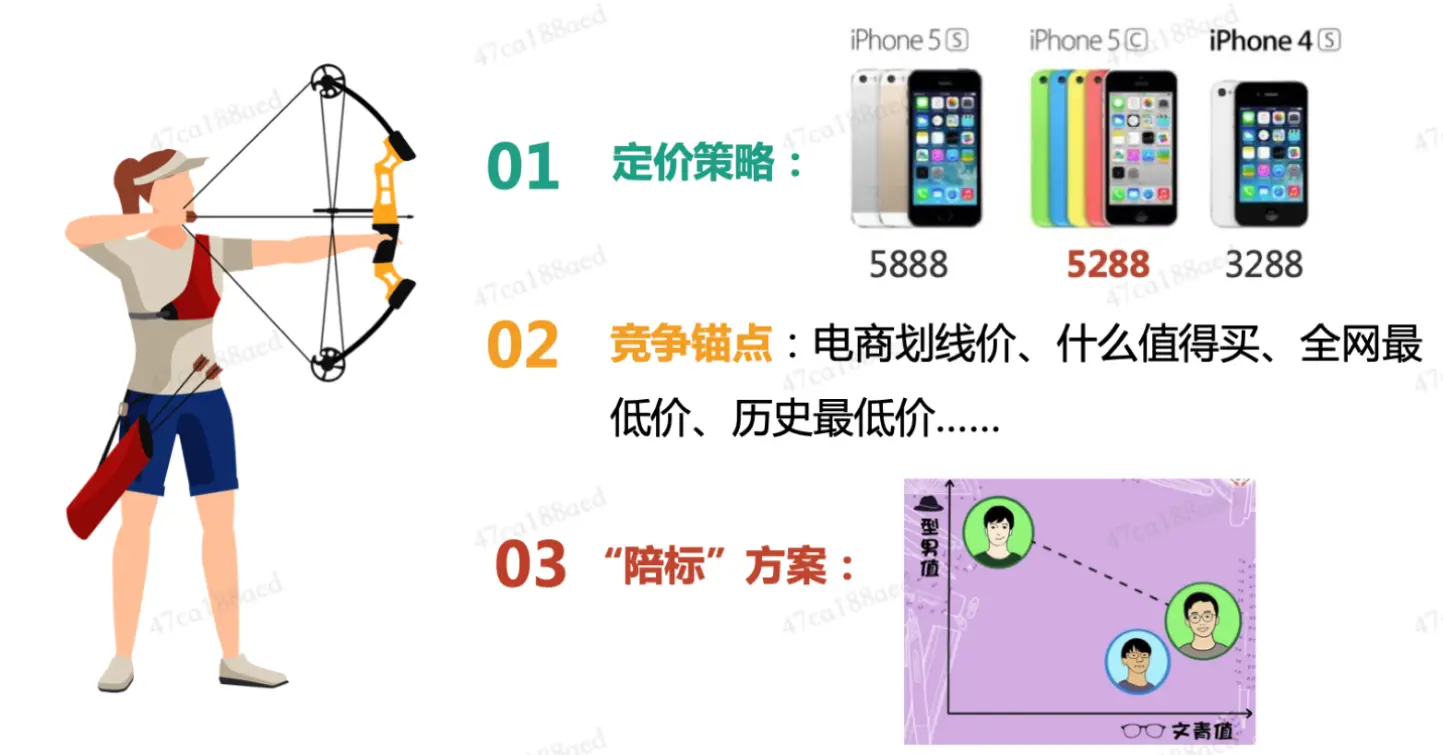 iPhone 5 S
iPhone 5 C
iPhone 4 S
01 定价策略：
5888
5288
3288
02 竞争锚点：电商划线价、什么值得买、全网最
低价、历史最低价……
03 “陪标”方案：
型男值
文青值
47ca188aed